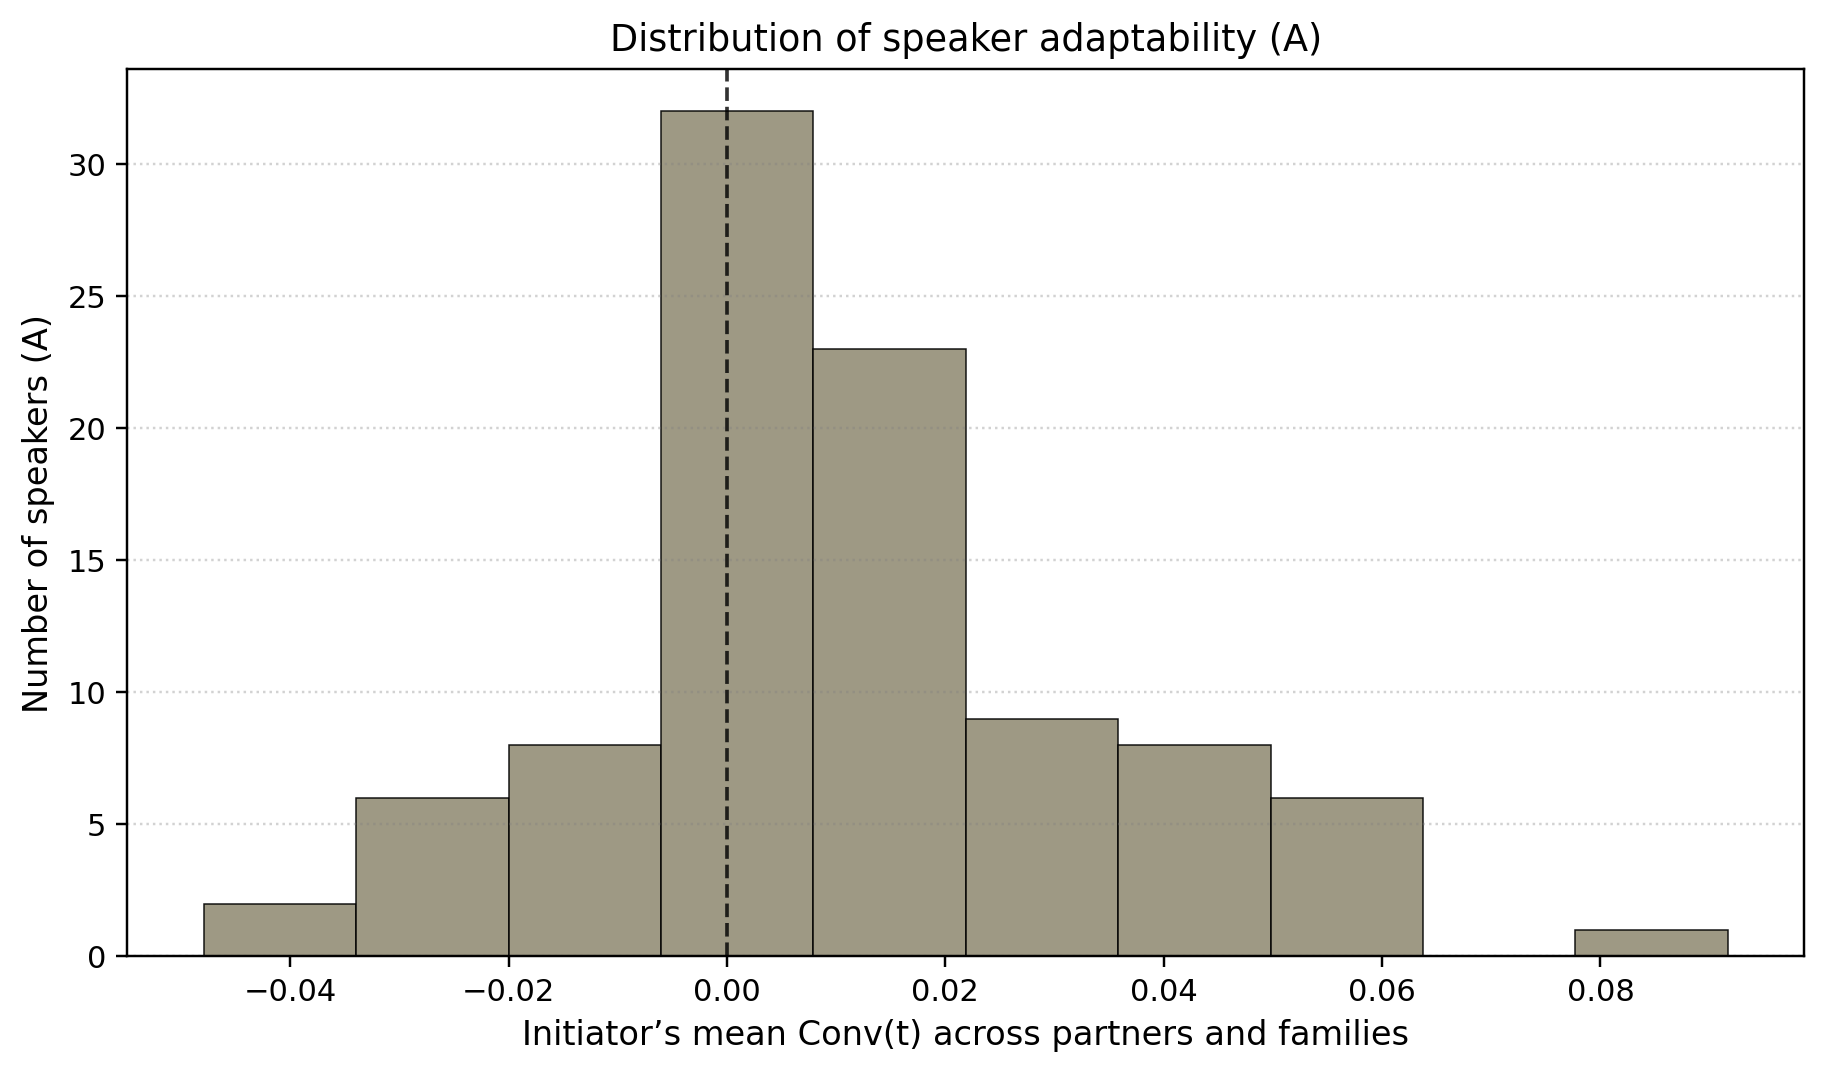 Distribution of speaker adaptability (A)
Number of speakers (A)
30
25
20
15
10
5
0
−0.04 −0.02 0.00 0.02 0.04 0.06 0.08
Initiator’s mean Conv(t) across partners and families